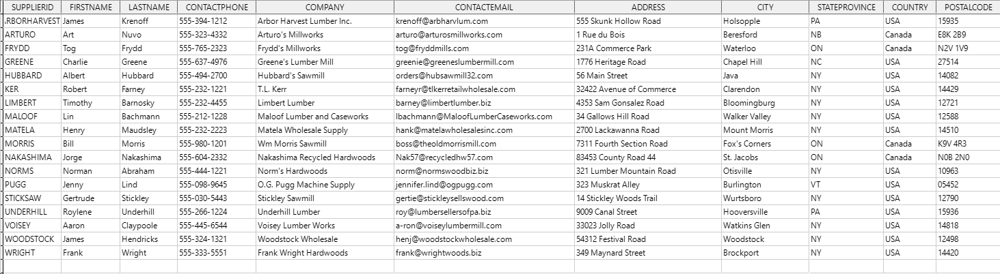 SUPPLIERID FIRSTNAME LASTNAME CONTACTPHONE COMPANY CONTACTEMAIL ADDRESS CITY STATEPROVINCE COUNTRY POSTALCODE
ARBORHARVEST James Krenoff 555-394-1212 Arbor Harvest Lumber Inc. krenoff@arbharvlum.com 555 Skunk Hollow Road Holsopple PA USA 15935
ARTURO Art Nuvo 555-323-4332 Arturo's Millworks arturo@arturosmillworks.com 1 Rue du Bois Beresford NB Canada E8K 2B9
FRYDD Tog Frydd 555-765-2323 Frydd's Millworks tog@fryddmills.com 231A Commerce Park Waterloo ON Canada N2V 1V9
GREENE Charlie Greene 555-637-4976 Greene's Lumber Mill greenie@greeneslumbermill.com 1776 Heritage Road Chapel Hill NC USA 27514
HUBBARD Albert Hubbard 555-494-2700 Hubbard's Sawmill orders@hubsawmill32.com 56 Main Street Java NY USA 14082
KER Robert Farney 555-232-1221 T.L. Kerr farneyr@tlkerretailwholesale.com 32422 Avenue of Commerce Clarendon NY USA 14429
LIMBERT Timothy Barnosky 555-232-4455 Limbert Lumber barney@limbertlumber.biz 4353 Sam Gonsalez Road Bloomingburg NY USA 12721
MALOOF Lin Bachmann 555-212-1228 Maloof Lumber and Caseworks lbachmann@MaloofLumberCaseworks.com 34 Gallows Hill Road Walker Valley NY USA 12588
MATELA Henry Maudsley 555-232-2223 Matela Wholesale Supply hank@matelawholesalesinc.com 2700 Lackawanna Road Mount Morris NY USA 14510
MORRIS Bill Morris 555-980-1201 Wm Morris Sawmill boss@theoldmorrismill.com 7311 Fourth Section Road Fox's Corners ON Canada K9V 4R3
NAKASHIMA Jorge Nakashima 555-604-2332 Nakashima Recycled Hardwoods Nak57@recycledhw57.com 83453 County Road 44 St. Jacobs ON Canada N0B 2N0
NORMS Norman Abraham 555-444-1221 Norm's Hardwoods norm@normswoodbiz.biz 321 Lumber Mountain Road Otisville NY USA 10963
PUGG Jenny Lind 555-098-9645 O.G. Pugg Machine Supply jennifer.lind@ogpugg.com 323 Muskrat Alley Burlington VT USA 05452
STICKSAW Gertrude Stickley 555-030-5443 Stickley Sawmill gertie@stickleysellswood.com 14 Stickley Woods Trail Wurtsboro NY USA 12790
UNDERHILL Roylene Underhill 555-266-1224 Underhill Lumber roy@lumbersellersofpa.biz 9009 Canal Street Hooversville PA USA 15936
VOISEY Aaron Claypoole 555-445-6544 Voisey Lumber Works a-ron@voiseylumbermill.com 33023 Jolly Road Watkins Glen NY USA 14818
WOODSTOCK James Hendricks 555-324-1321 Woodstock Wholesale henj@woodstockwholesale.com 54312 Festival Road Woodstock NY USA 12498
WRIGHT Frank Wright 555-333-5551 Frank Wright Hardwoods frank@wrightwoods.biz 349 Maynard Street Brockport NY USA 14420